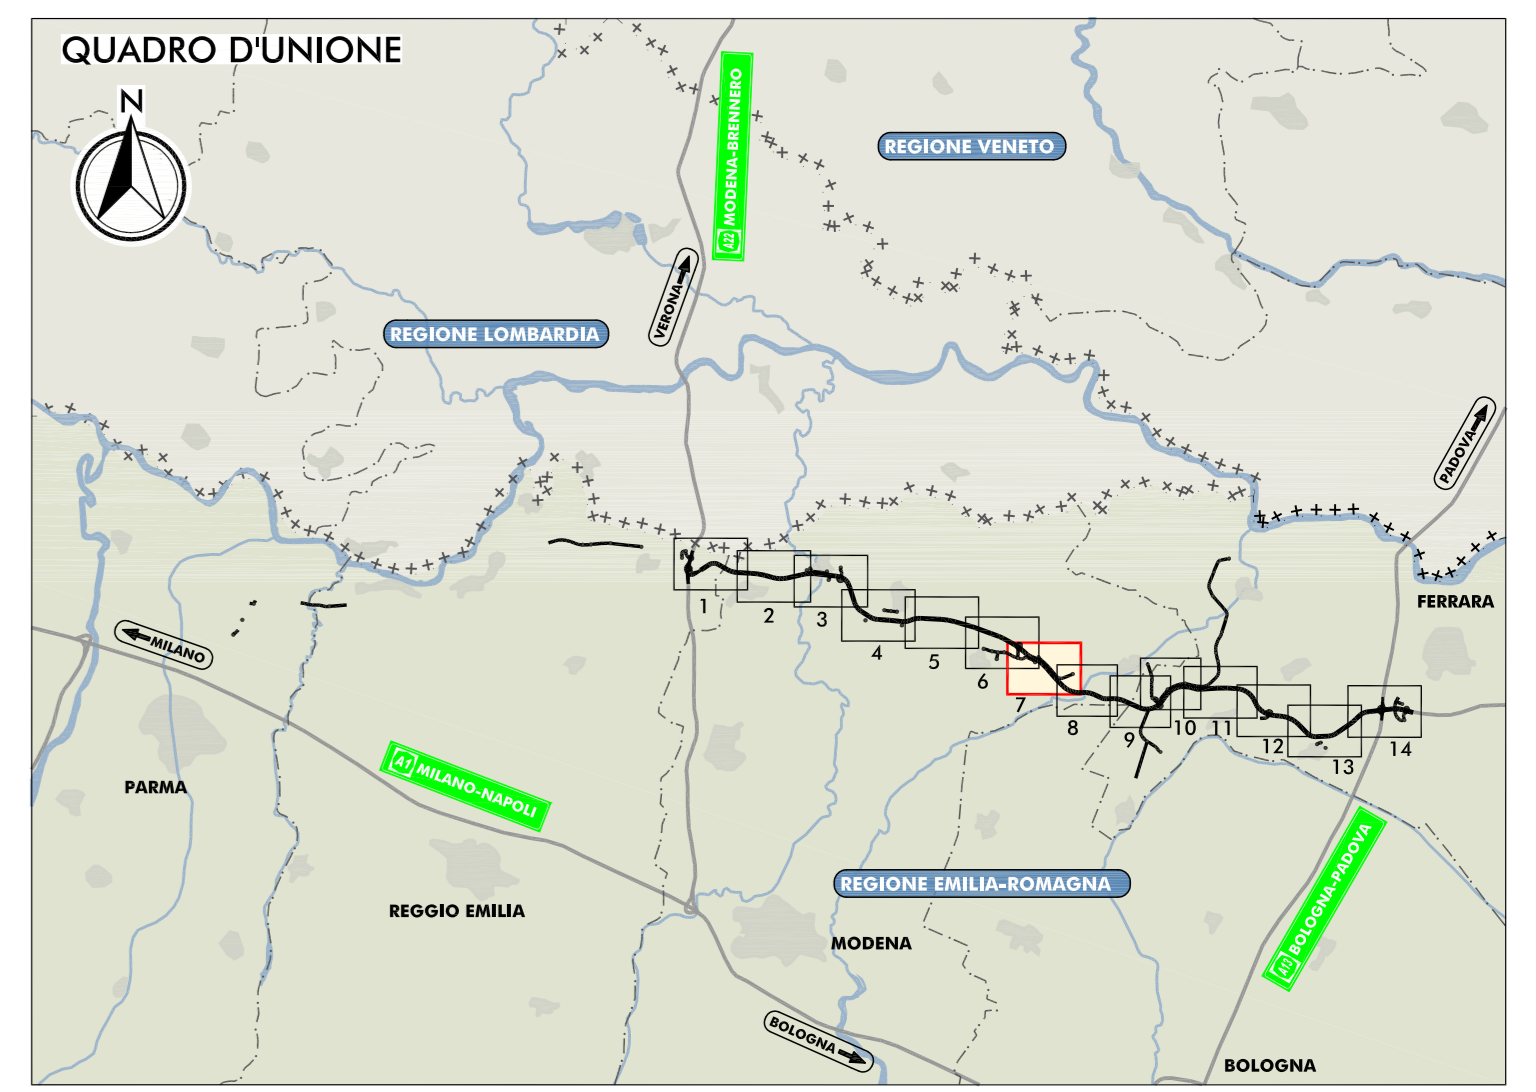 QUADRO D'UNIONE
N
A22 MODENA-BRENNERO
REGIONE VENETO
VERONA
REGIONE LOMBARDIA
PADOVA
FERRARA
MILANO
1
2
3
4
5
6
7
8
9
10
11
12
13
14
PARMA
A1 MILANO-NAPOLI
REGIONE EMILIA-ROMAGNA
A13 BOLOGNA-PADOVA
REGGIO EMILIA
MODENA
BOLOGNA
BOLOGNA